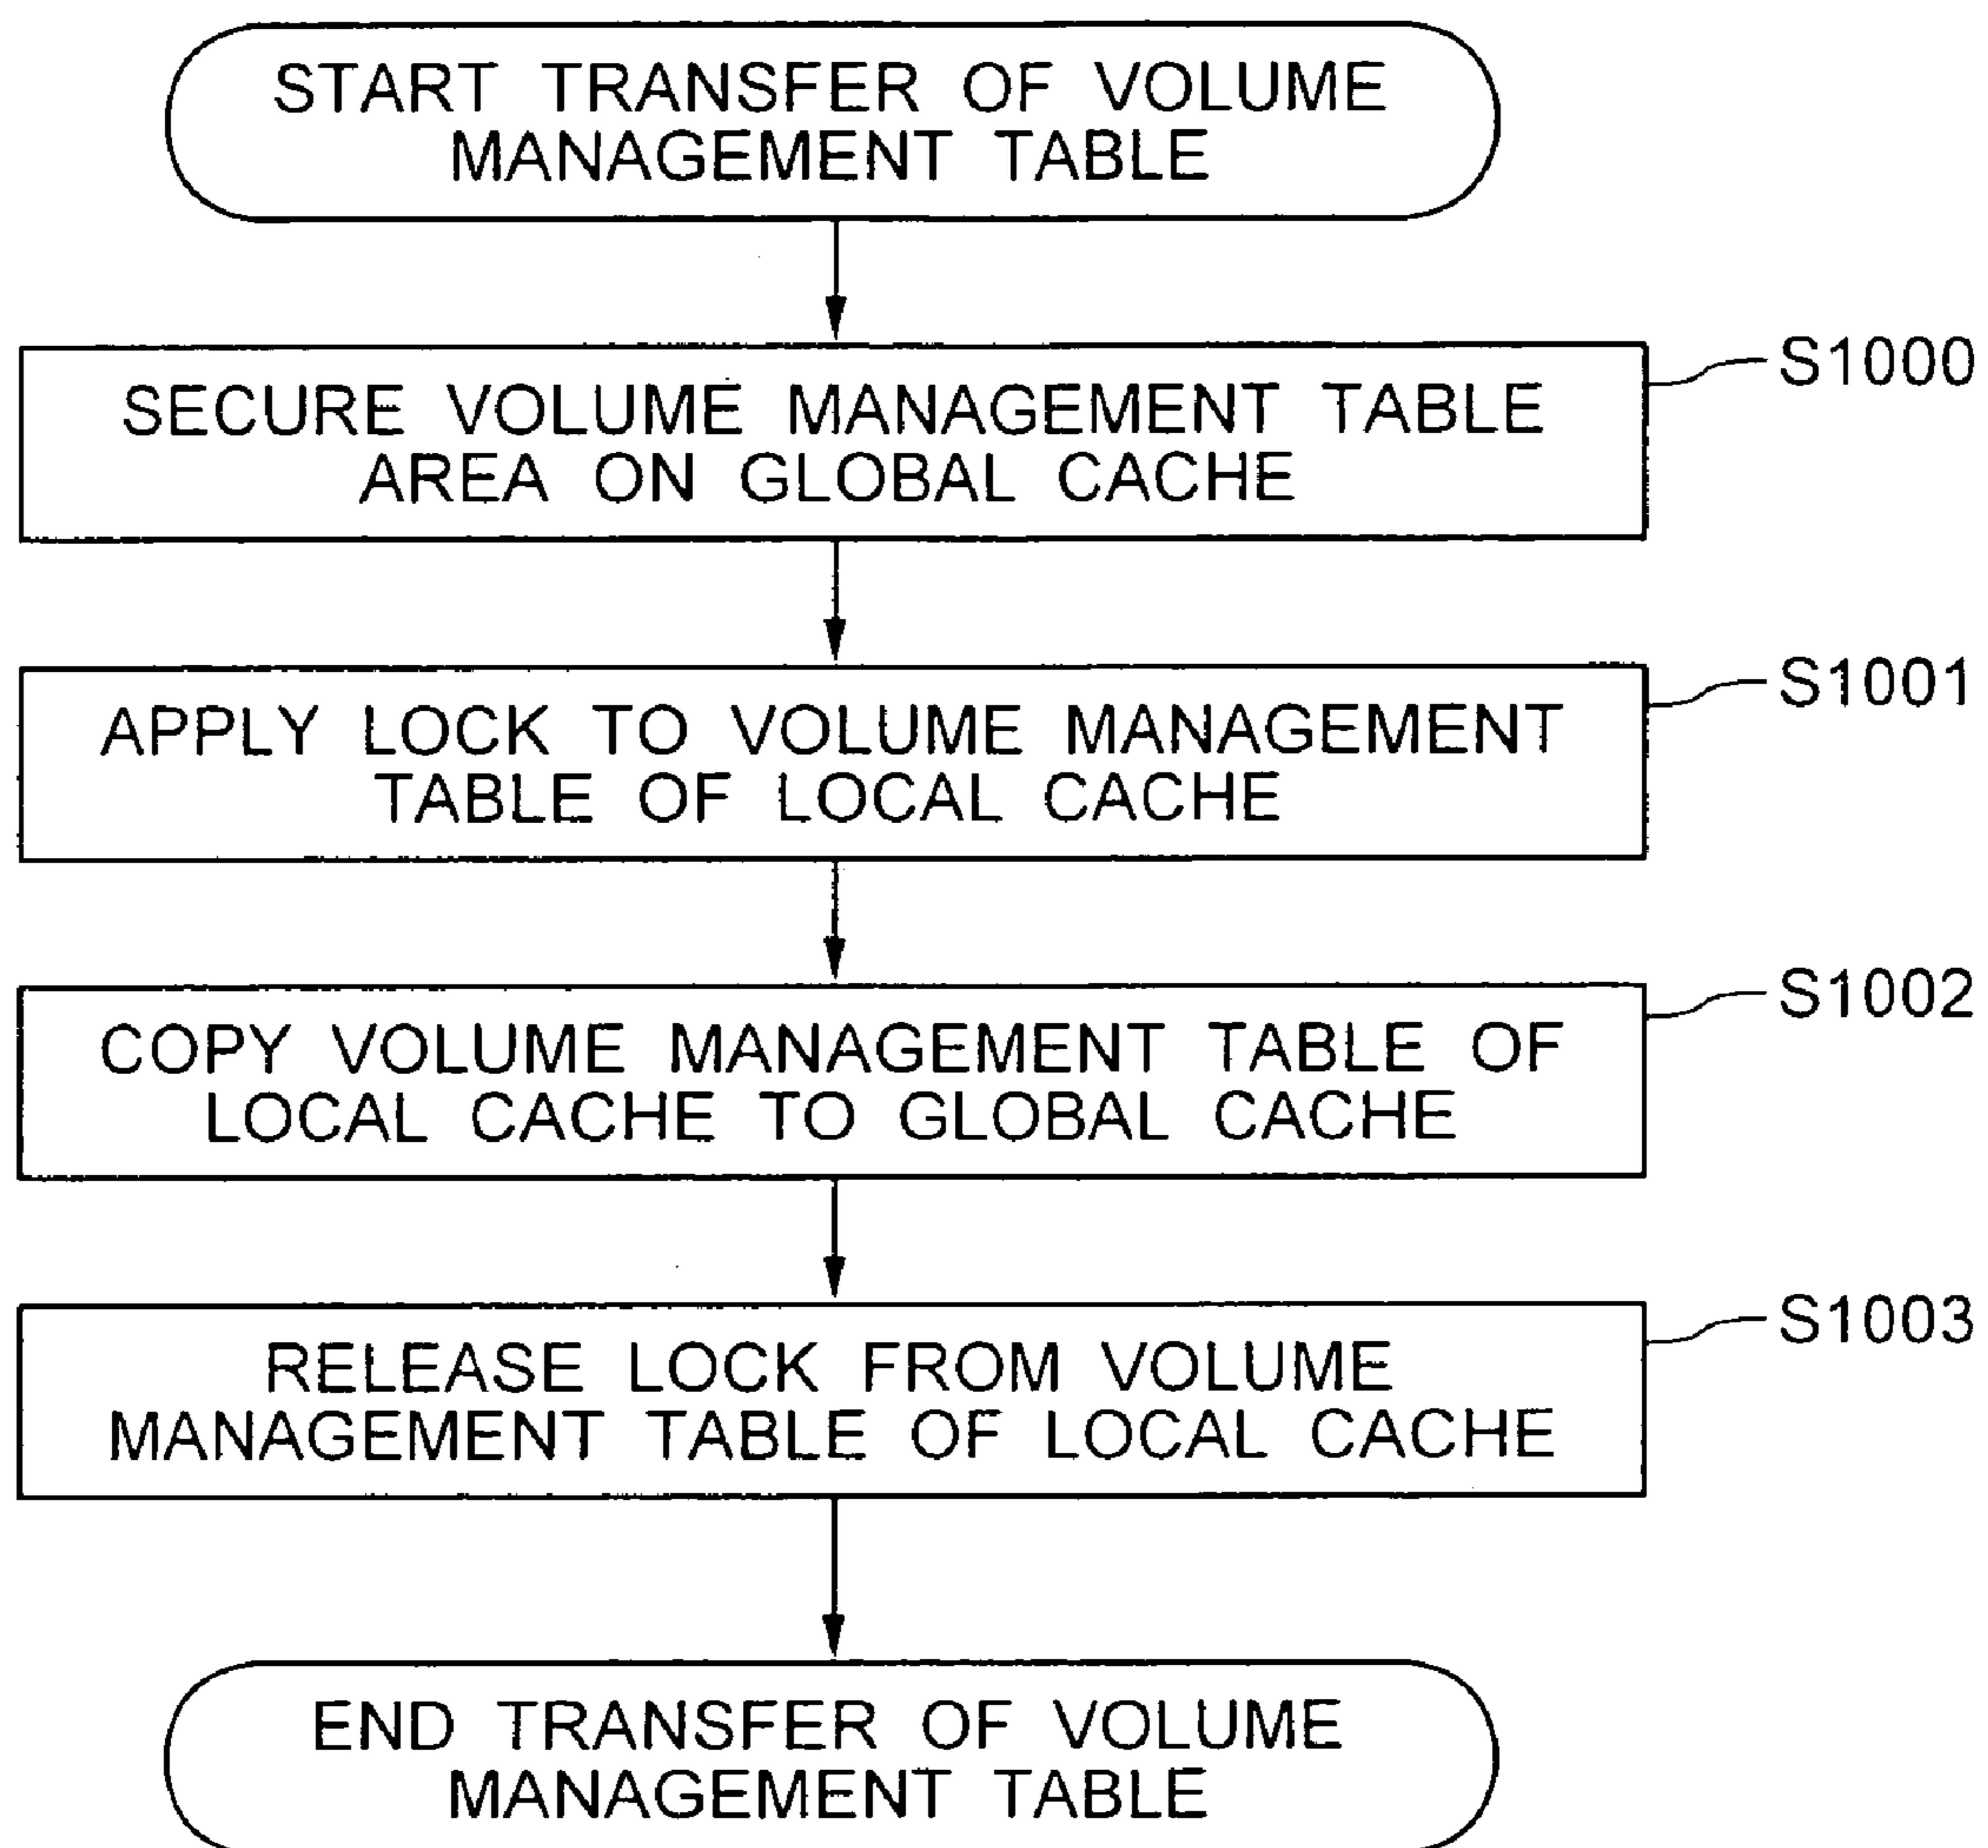 START TRANSFER OF VOLUME
MANAGEMENT TABLE
SECURE VOLUME MANAGEMENT TABLE
AREA ON GLOBAL CACHE
S1000
APPLY LOCK TO VOLUME MANAGEMENT
TABLE OF LOCAL CACHE
S1001
COPY VOLUME MANAGEMENT TABLE OF
LOCAL CACHE TO GLOBAL CACHE
S1002
RELEASE LOCK FROM VOLUME
MANAGEMENT TABLE OF LOCAL CACHE
S1003
END TRANSFER OF VOLUME
MANAGEMENT TABLE